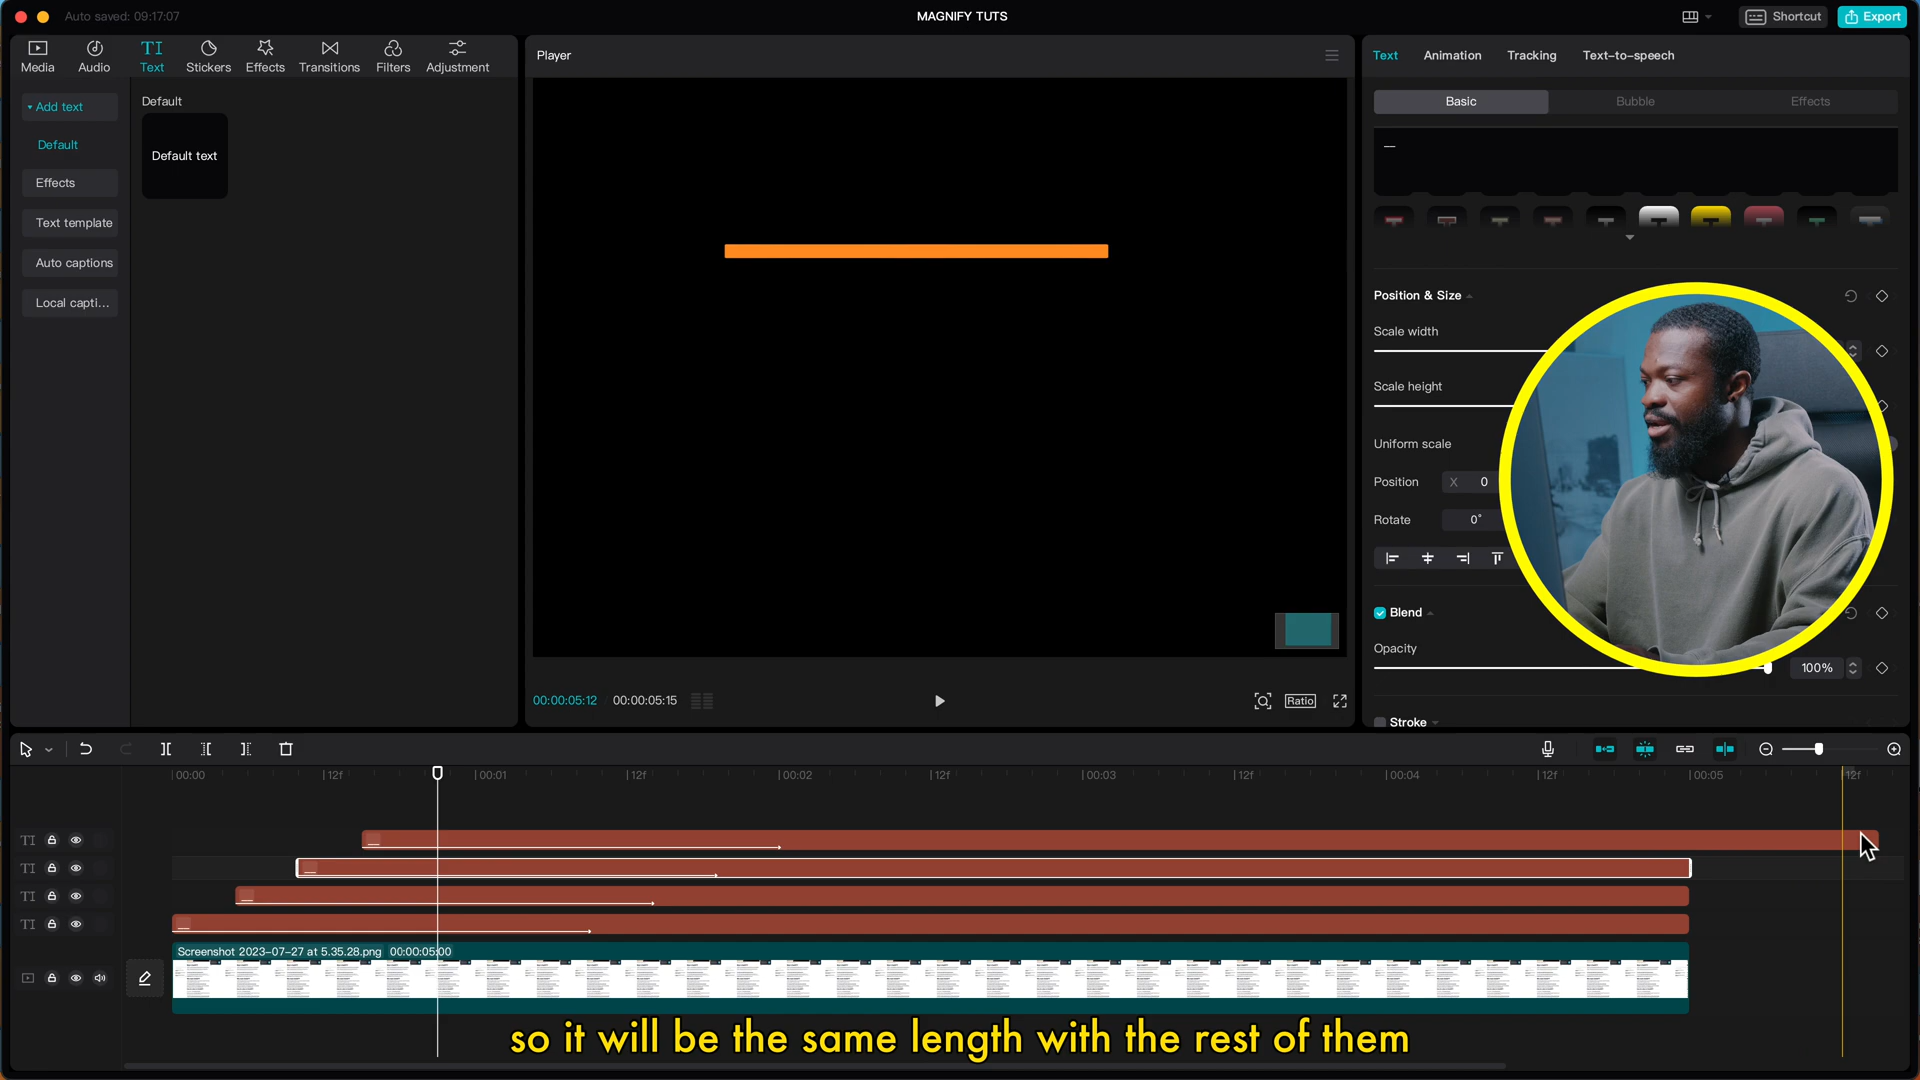 Auto saved: 09:17:07
MAGNIFY TUTS
Shortcut
Export
Media
Audio
TI
Text
Stickers
Effects
Transitions
Filters
Adjustment
Add text
Default
Effects
Text template
Auto captions
Local capti...
Default
Default text
Player
00:00:05:12
00:00:05:15
Ratio
Text
Animation
Tracking
Text-to-speech
Basic
Bubble
Effects
—
Position & Size
Scale width
Scale height
Uniform scale
Position
X
0
Rotate
0°
Blend
Opacity
100%
Stroke
00:00
12f
00:01
12f
00:02
12f
00:03
12f
00:04
12f
00:05
12f
TI
TI
TI
TI
Screenshot 2023-07-27 at 5.35.28.png 00:00:05:00
so it will be the same length with the rest of them